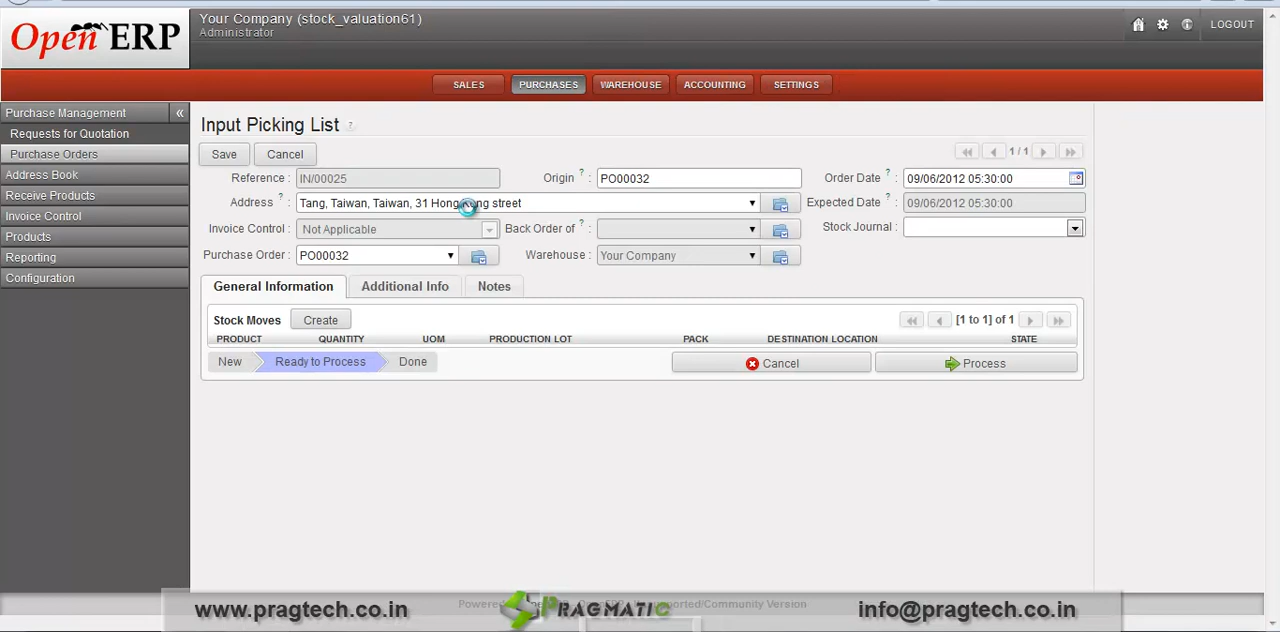 Open ERP
Your Company (stock_valuation61)
Administrator
LOGOUT
SALES
PURCHASES
WAREHOUSE
ACCOUNTING
SETTINGS
Purchase Management «
Requests for Quotation
Purchase Orders
Address Book
Receive Products
Invoice Control
Products
Reporting
Configuration
Input Picking List ?
Save
Cancel
1 / 1
Reference : IN/00025
Origin ? : PO00032
Order Date ? : 09/06/2012 05:30:00
Address ? : Tang, Taiwan, Taiwan, 31 Hong Kong street
Expected Date ? : 09/06/2012 05:30:00
Invoice Control : Not Applicable
Back Order of ? :
Stock Journal :
Purchase Order : PO00032
Warehouse : Your Company
General Information
Additional Info
Notes
Stock Moves
Create
[1 to 1] of 1
PRODUCT QUANTITY UOM PRODUCTION LOT PACK DESTINATION LOCATION STATE
New
Ready to Process
Done
Cancel
Process
www.pragtech.co.in
PRAGMATIC
info@pragtech.co.in